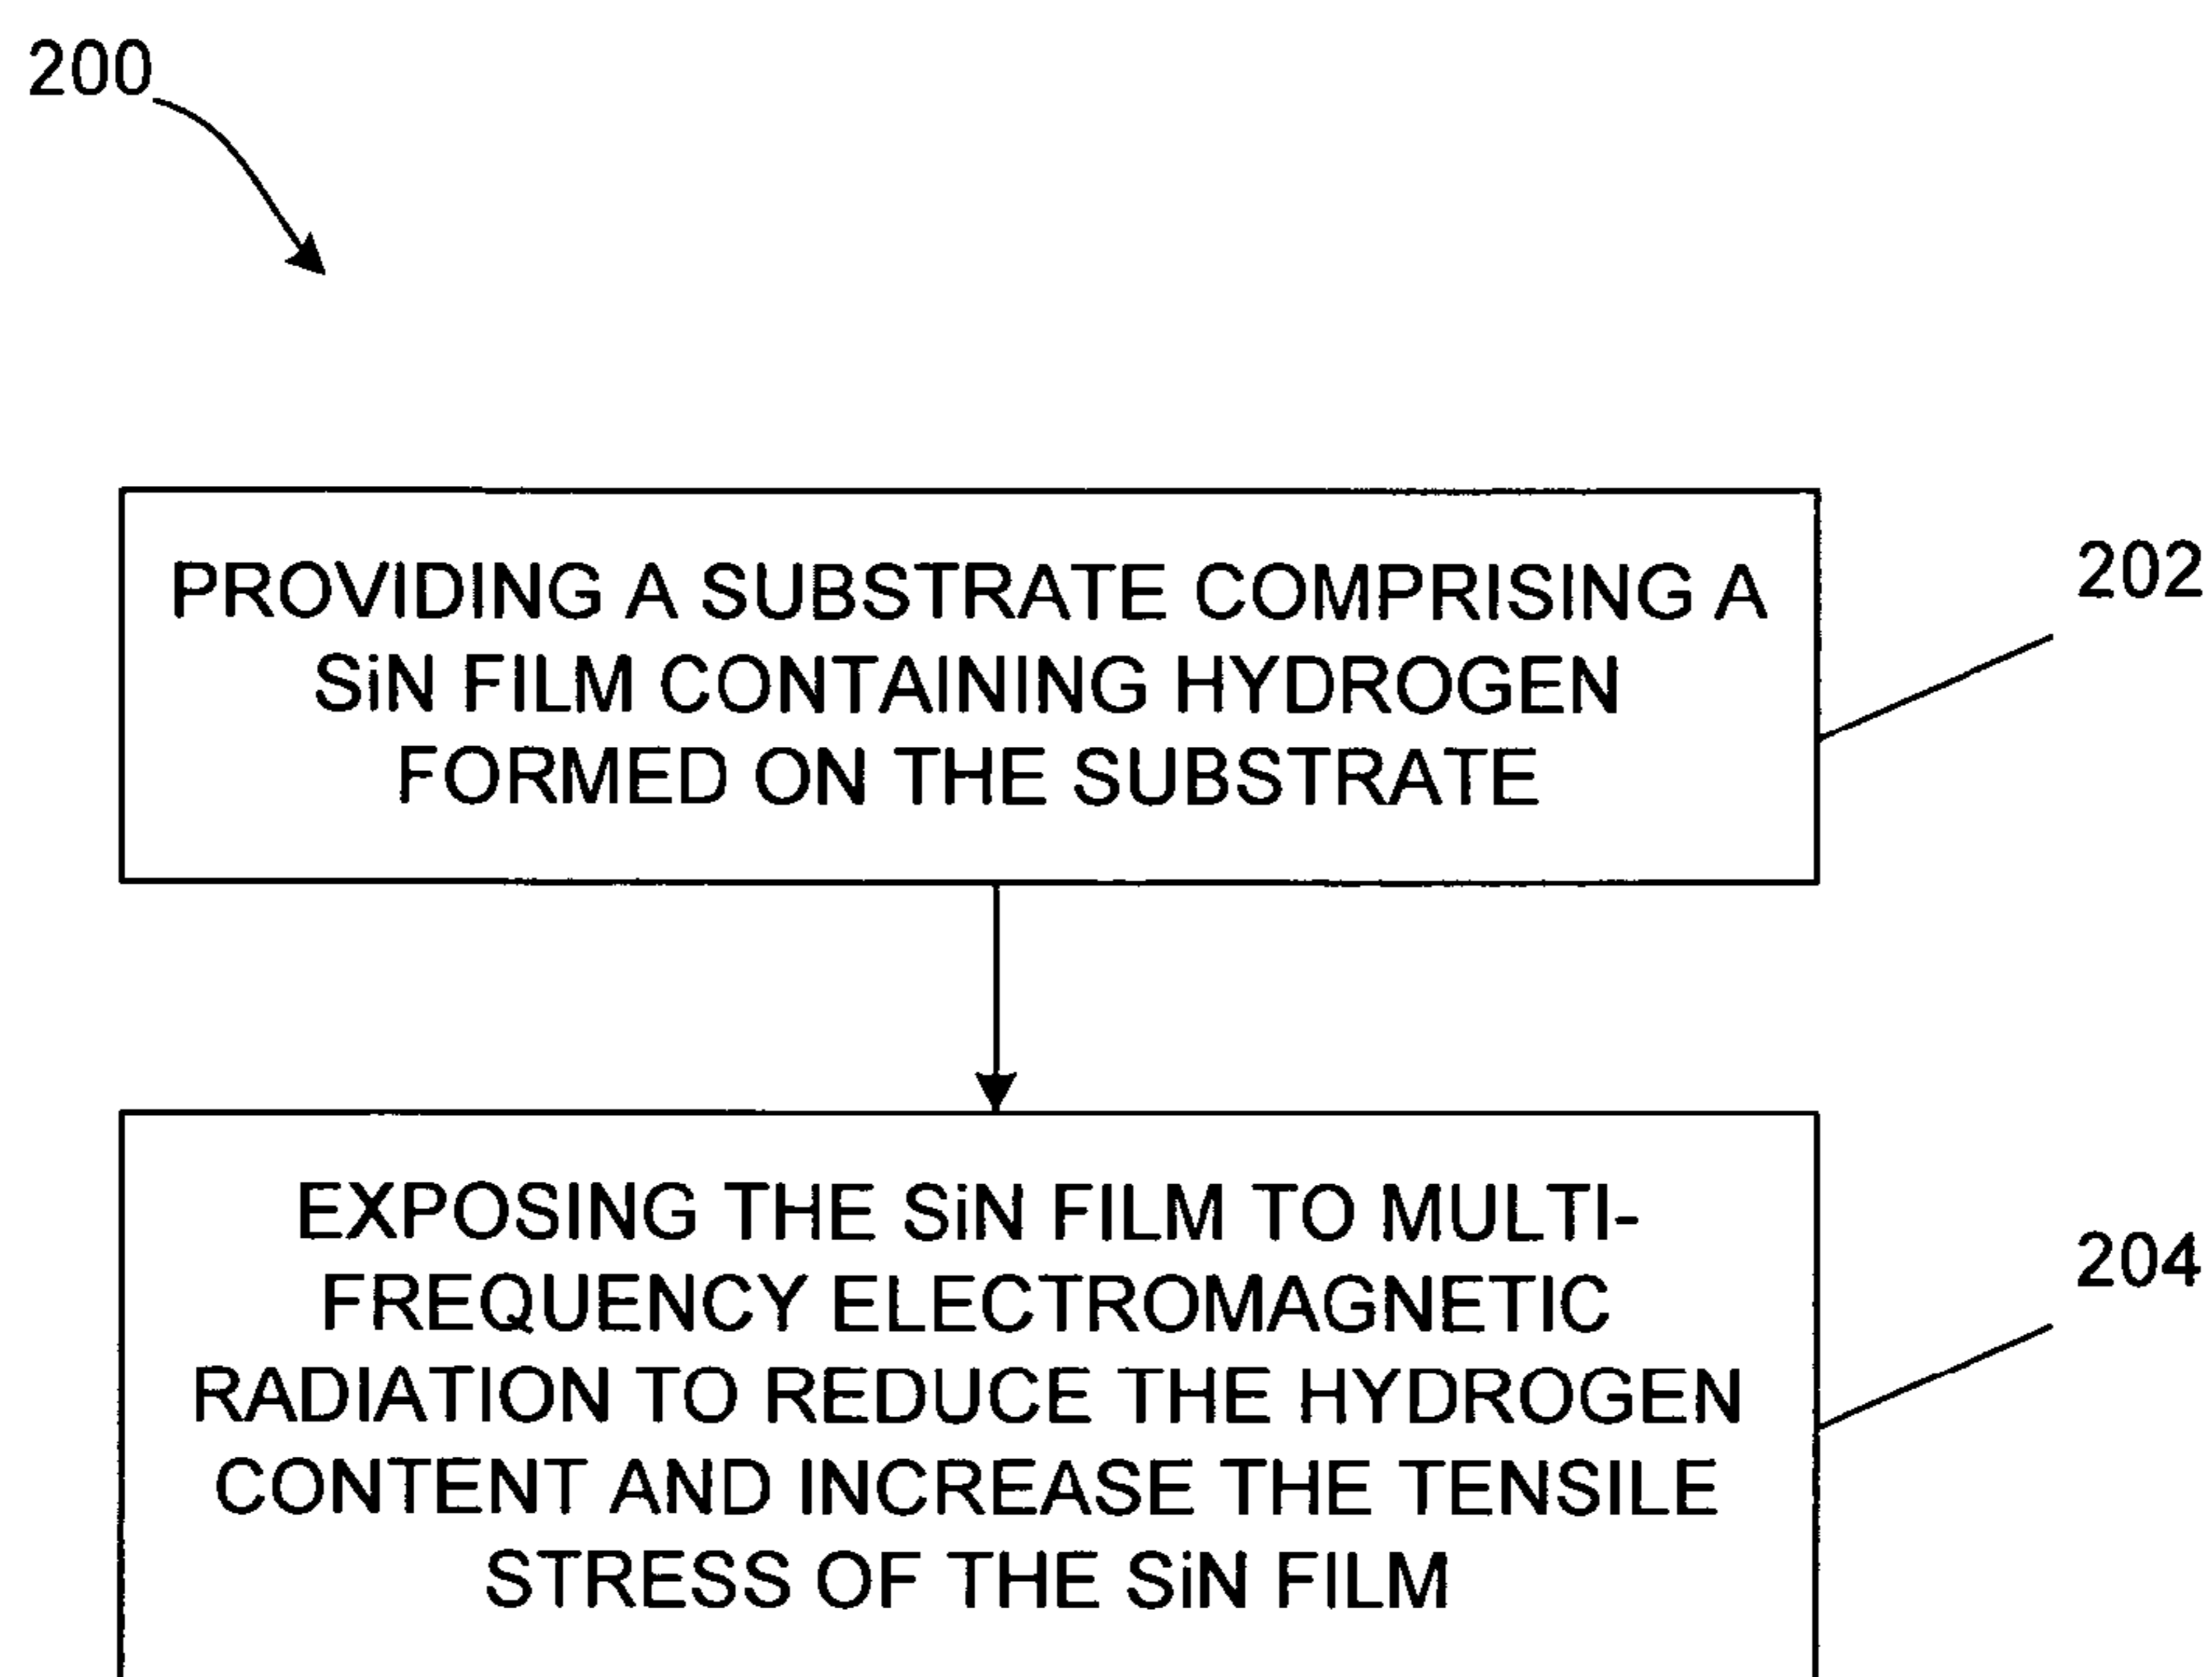 200
PROVIDING A SUBSTRATE COMPRISING A
SiN FILM CONTAINING HYDROGEN
FORMED ON THE SUBSTRATE
202
EXPOSING THE SiN FILM TO MULTI-
FREQUENCY ELECTROMAGNETIC
RADIATION TO REDUCE THE HYDROGEN
CONTENT AND INCREASE THE TENSILE
STRESS OF THE SiN FILM
204